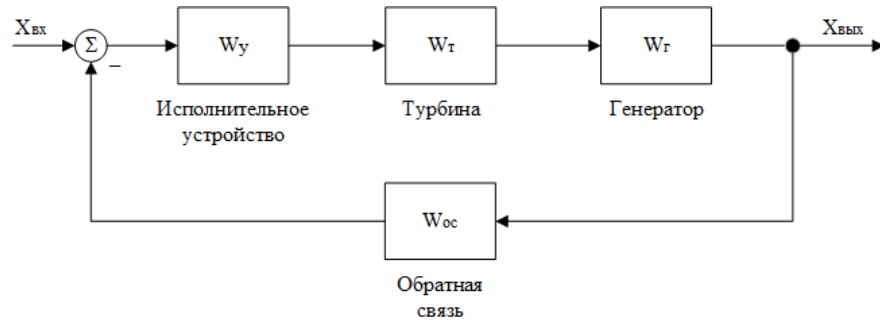 Xвх
Σ
Wу
Wт
Wг
Xвых
–
Исполнительное
устройство
Турбина
Генератор
Wос
Обратная
связь